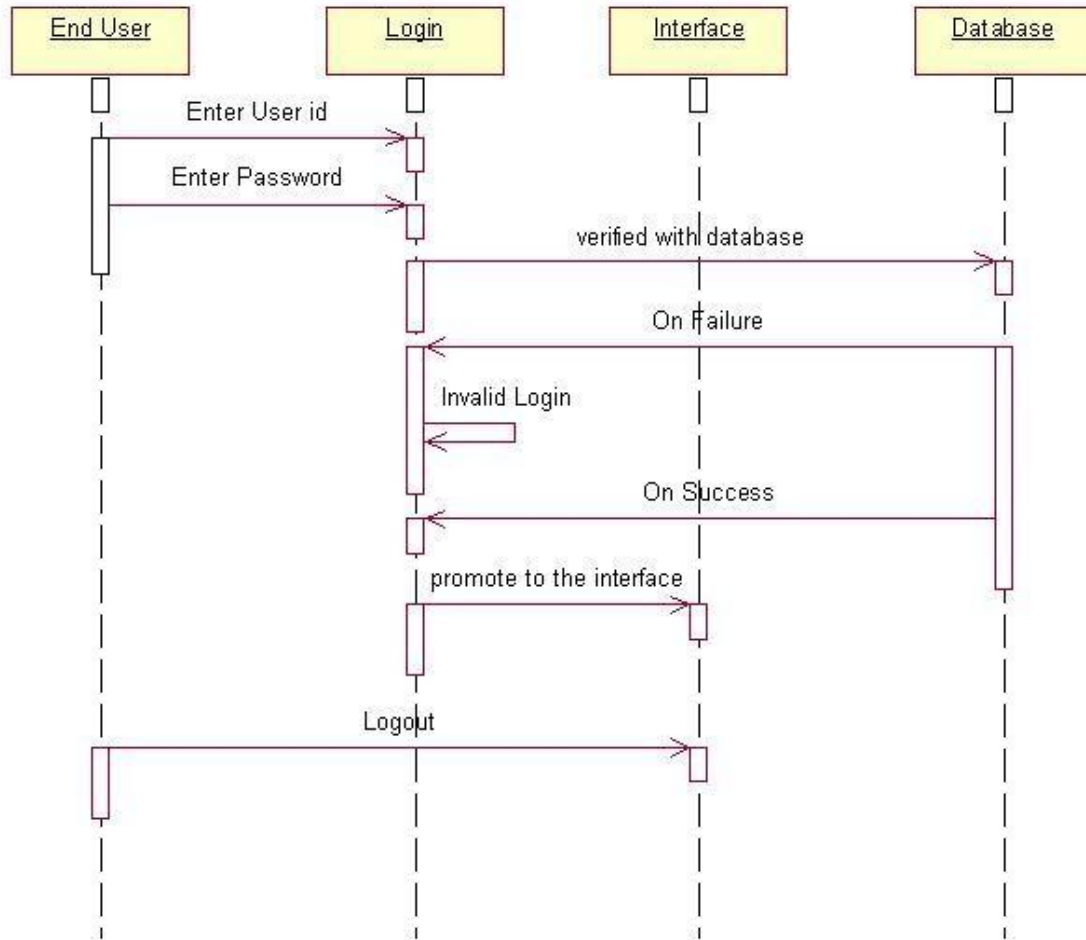 End User
Login
Interface
Database
Enter User id
Enter Password
verified with database
On Failure
Invalid Login
On Success
promote to the interface
Logout